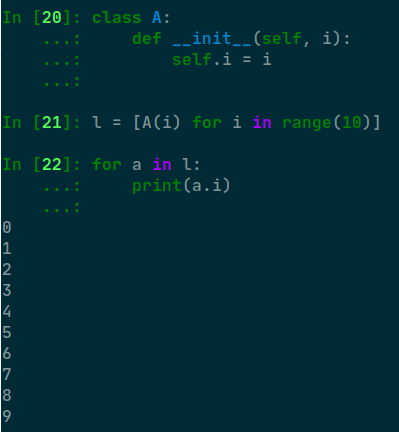 In [20]: class A:
    ...:     def __init__(self, i):
    ...:         self.i = i
    ...:
In [21]: l = [A(i) for i in range(10)]
In [22]: for a in l:
    ...:     print(a.i)
    ...:
0
1
2
3
4
5
6
7
8
9